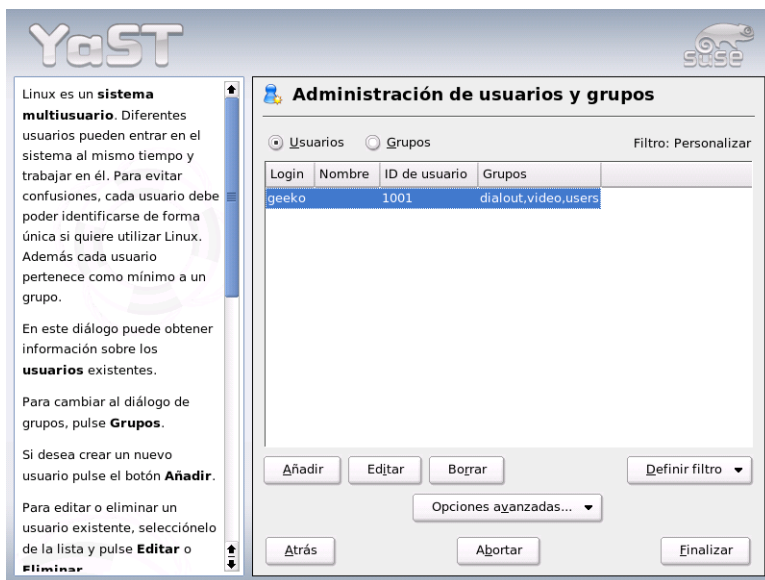 YaST
suse
Linux es un sistema
multiusuario. Diferentes
usuarios pueden entrar en el
sistema al mismo tiempo y
trabajar en él. Para evitar
confusiones, cada usuario debe
poder identificarse de forma
única si quiere utilizar Linux.
Además cada usuario
pertenece como mínimo a un
grupo.
En este diálogo puede obtener
información sobre los
usuarios existentes.
Para cambiar al diálogo de
grupos, pulse Grupos.
Si desea crear un nuevo
usuario pulse el botón Añadir.
Para editar o eliminar un
usuario existente, selecciónelo
de la lista y pulse Editar o
Eliminar
Administración de usuarios y grupos
Usuarios Grupos Filtro: Personalizar
Login Nombre ID de usuario Grupos
geeko 1001 dialout,video,users
Añadir Editar Borrar Definir filtro
Opciones avanzadas...
Atrás Abortar Finalizar